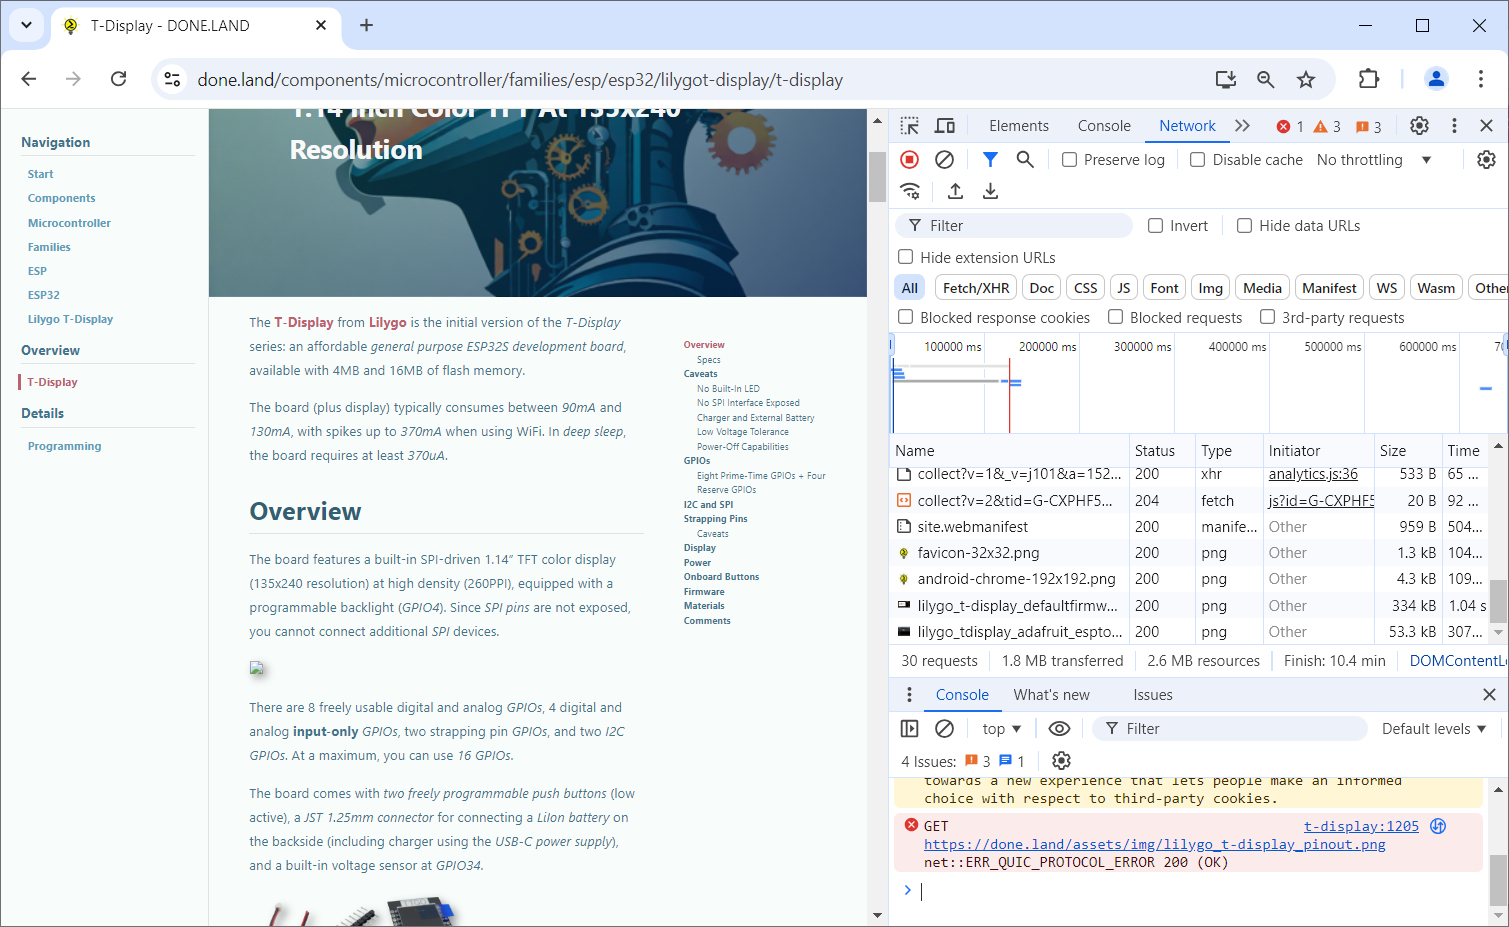 T-Display - DONE.LAND
done.land/components/microcontroller/families/esp/esp32/lilygot-display/t-display
Navigation
Start
Components
Microcontroller
Families
ESP
ESP32
Lilygo T-Display
Overview
T-Display
Details
Programming
1.14 Inch Color TFT At 135x240
Resolution
The T-Display from Lilygo is the initial version of the T-Display
series: an affordable general purpose ESP32S development board,
available with 4MB and 16MB of flash memory.
The board (plus display) typically consumes between 90mA and
130mA, with spikes up to 370mA when using WiFi. In deep sleep,
the board requires at least 370uA.
Overview
The board features a built-in SPI-driven 1.14” TFT color display
(135x240 resolution) at high density (260PPI), equipped with a
programmable backlight (GPIO4). Since SPI pins are not exposed,
you cannot connect additional SPI devices.
There are 8 freely usable digital and analog GPIOs, 4 digital and
analog input-only GPIOs, two strapping pin GPIOs, and two I2C
GPIOs. At a maximum, you can use 16 GPIOs.
The board comes with two freely programmable push buttons (low
active), a JST 1.25mm connector for connecting a LiIon battery on
the backside (including charger using the USB-C power supply),
and a built-in voltage sensor at GPIO34.
Overview
Specs
Caveats
No Built-In LED
No SPI Interface Exposed
Charger and External Battery
Low Voltage Tolerance
Power-Off Capabilities
GPIOs
Eight Prime-Time GPIOs + Four
Reserve GPIOs
I2C and SPI
Strapping Pins
Caveats
Display
Power
Onboard Buttons
Firmware
Materials
Comments
Elements Console Network 1 3 3
Preserve log Disable cache No throttling
Filter Invert Hide data URLs
Hide extension URLs
All Fetch/XHR Doc CSS JS Font Img Media Manifest WS Wasm Other
Blocked response cookies Blocked requests 3rd-party requests
100000 ms 200000 ms 300000 ms 400000 ms 500000 ms 600000 ms
Name Status Type Initiator Size Time
collect?v=1&_v=j101&a=152... 200 xhr analytics.js:36 533 B 65 ...
collect?v=2&tid=G-CXPHF5... 204 fetch js?id=G-CXPHF5 20 B 92 ...
site.webmanifest 200 manife... Other 959 B 504...
favicon-32x32.png 200 png Other 1.3 kB 104...
android-chrome-192x192.png 200 png Other 4.3 kB 109...
lilygo_t-display_defaultfirmw... 200 png Other 334 kB 1.04 s
lilygo_tdisplay_adafruit_espto... 200 png Other 53.3 kB 307...
30 requests 1.8 MB transferred 2.6 MB resources Finish: 10.4 min DOMContentLo
Console What's new Issues
top Filter Default levels
4 Issues: 3 1
towards a new experience that lets people make an informed
choice with respect to third-party cookies.
GET t-display:1205
https://done.land/assets/img/lilygo_t-display_pinout.png
net::ERR_QUIC_PROTOCOL_ERROR 200 (OK)